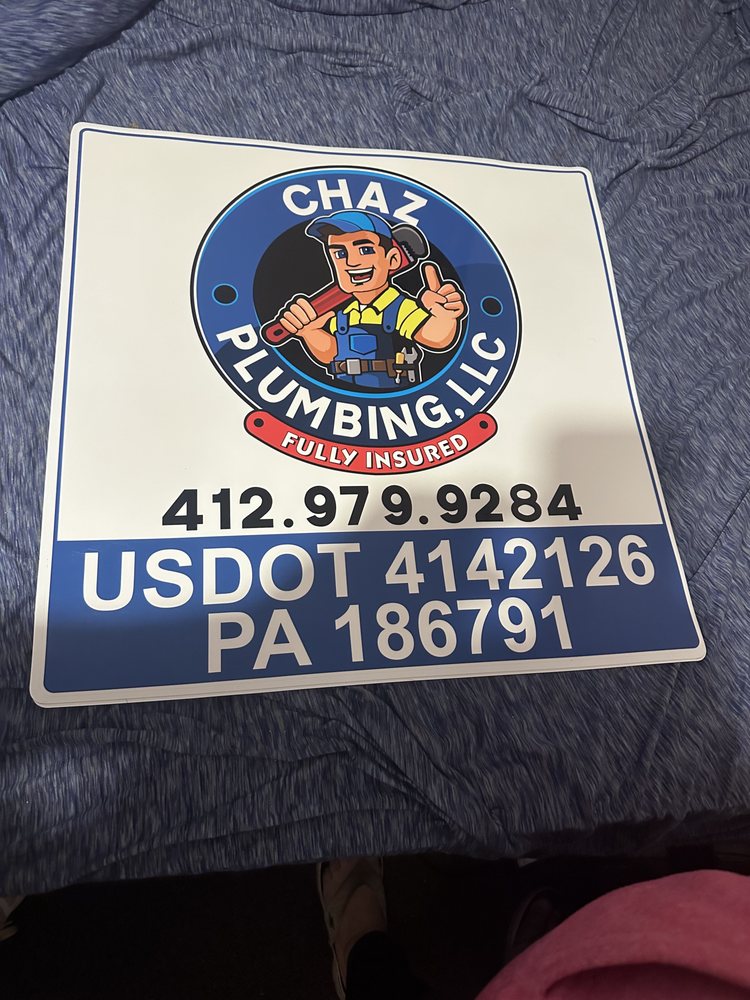 CHAZ
PLUMBING, LLC
FULLY INSURED
412.979.9284
USDOT 4142126
PA 186791